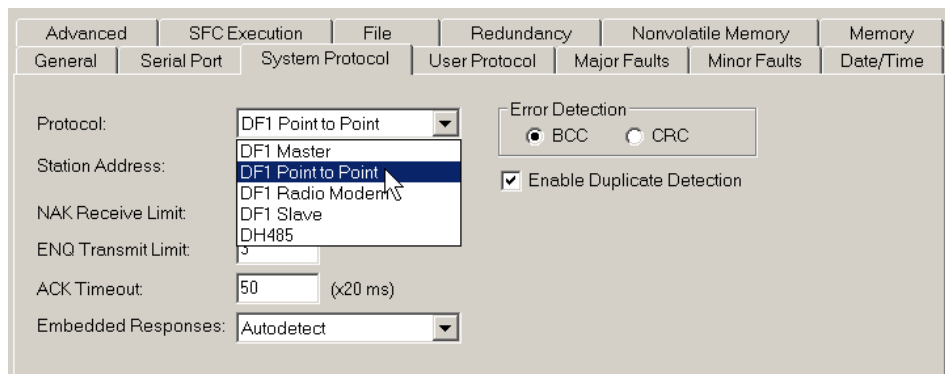 Advanced SFC Execution File Redundancy Nonvolatile Memory Memory
General Serial Port System Protocol User Protocol Major Faults Minor Faults Date/Time
Protocol: DF1 Point to Point
Error Detection
BCC CRC
DF1 Master
Station Address: DF1 Point to Point
Enable Duplicate Detection
DF1 Radio Modem
NAK Receive Limit: DF1 Slave
DH485
ENQ Transmit Limit: 3
ACK Timeout: 50 (x20 ms)
Embedded Responses: Autodetect